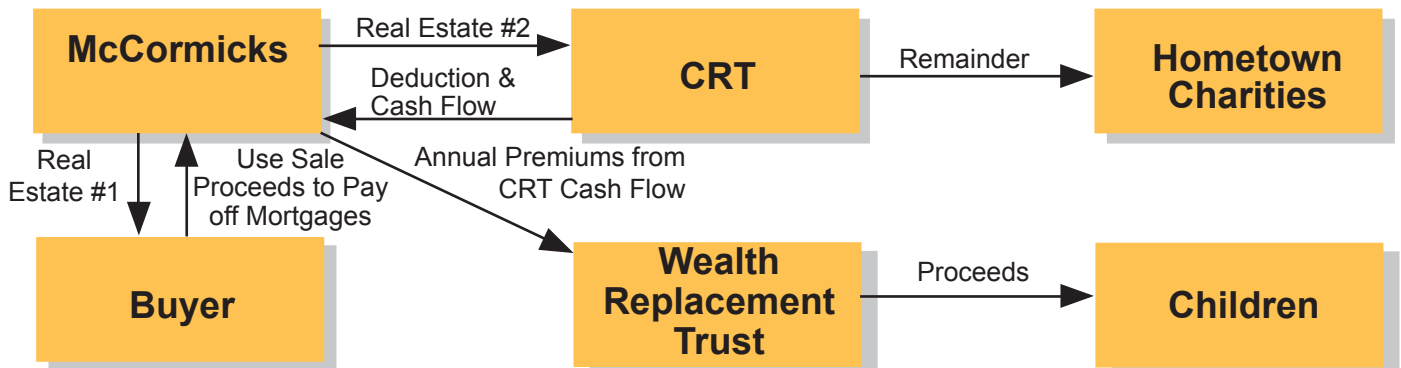 McCormicks
Real Estate #2
Deduction &
Cash Flow
CRT
Remainder
Hometown
Charities
Real
Estate #1
Use Sale
Proceeds to Pay
off Mortgages
Annual Premiums from
CRT Cash Flow
Buyer
Wealth
Replacement
Trust
Proceeds
Children